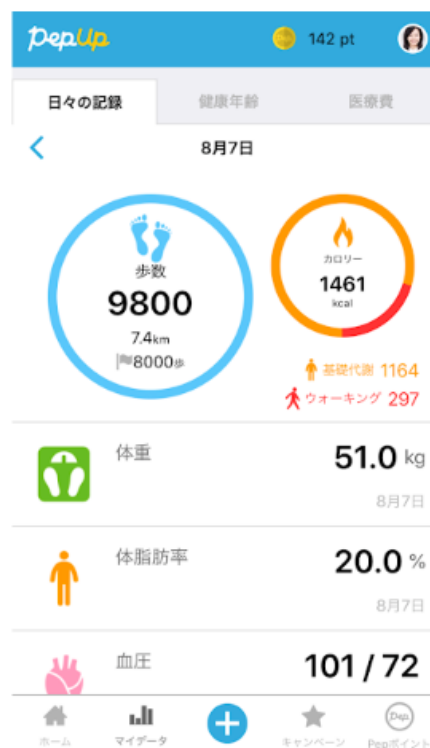 PepUp
142 pt
日々の記録 健康年齢 医療費
8月7日
歩数
9800
7.4km
8000歩
カロリー
1461
kcal
基礎代謝 1164
ウォーキング 297
体重 51.0 kg
8月7日
体脂肪率 20.0 %
8月7日
血圧 101 / 72
ホーム マイデータ キャンペーン Pep Pepポイント